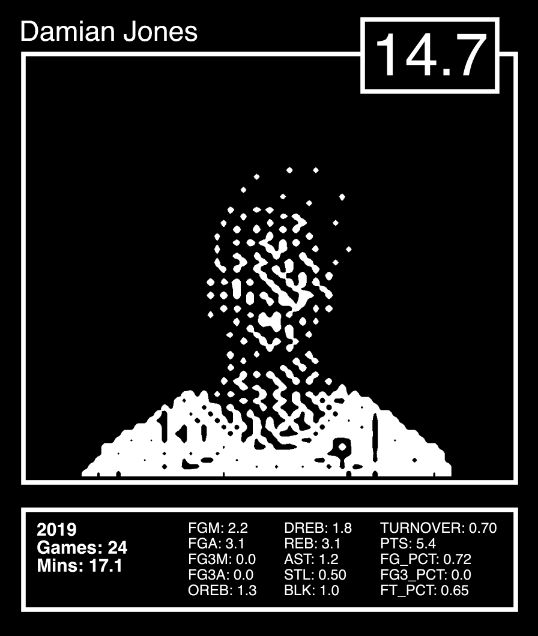 Damian Jones
14.7
2019
Games: 24
Mins: 17.1
FGM: 2.2
FGA: 3.1
FG3M: 0.0
FG3A: 0.0
OREB: 1.3
DREB: 1.8
REB: 3.1
AST: 1.2
STL: 0.50
BLK: 1.0
TURNOVER: 0.70
PTS: 5.4
FG_PCT: 0.72
FG3_PCT: 0.0
FT_PCT: 0.65